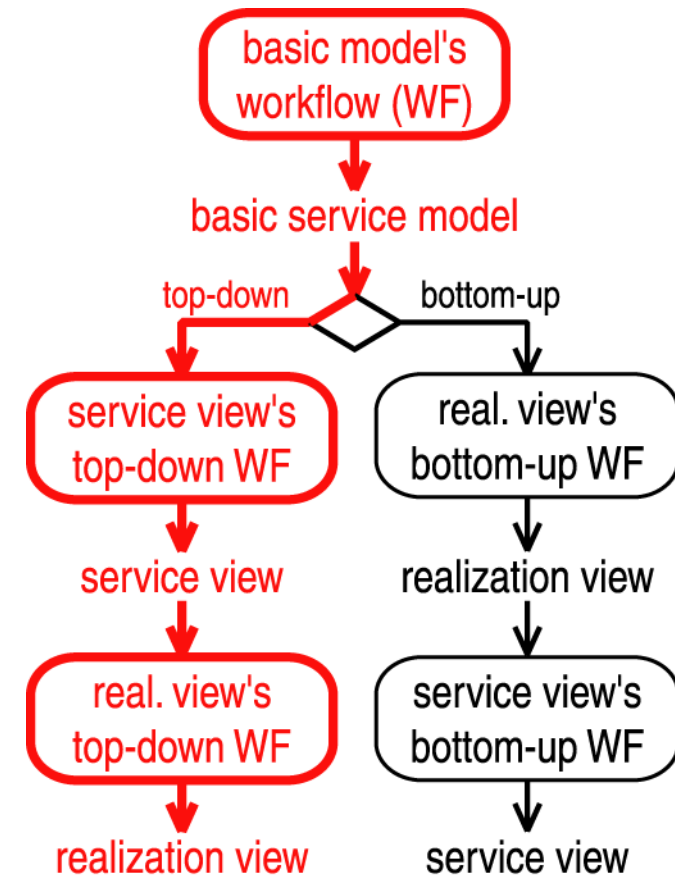 basic model's
workflow (WF)
basic service model
top-down
bottom-up
service view's
top-down WF
real. view's
bottom-up WF
service view
realization view
real. view's
top-down WF
service view's
bottom-up WF
realization view
service view